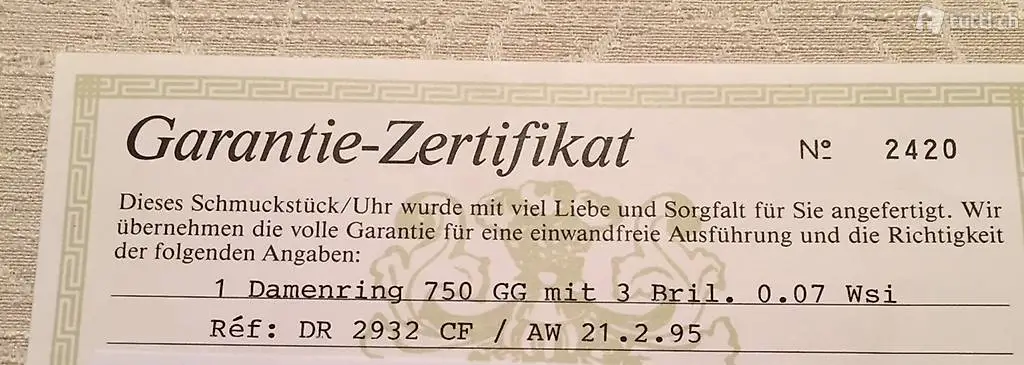 tutti.ch
Garantie-Zertifikat Nº 2420
Dieses Schmuckstück/Uhr wurde mit viel Liebe und Sorgfalt für Sie angefertigt. Wir
übernehmen die volle Garantie für eine einwandfreie Ausführung und die Richtigkeit
der folgenden Angaben:
1 Damenring 750 GG mit 3 Bril. 0.07 Wsi
Réf: DR 2932 CF / AW 21.2.95